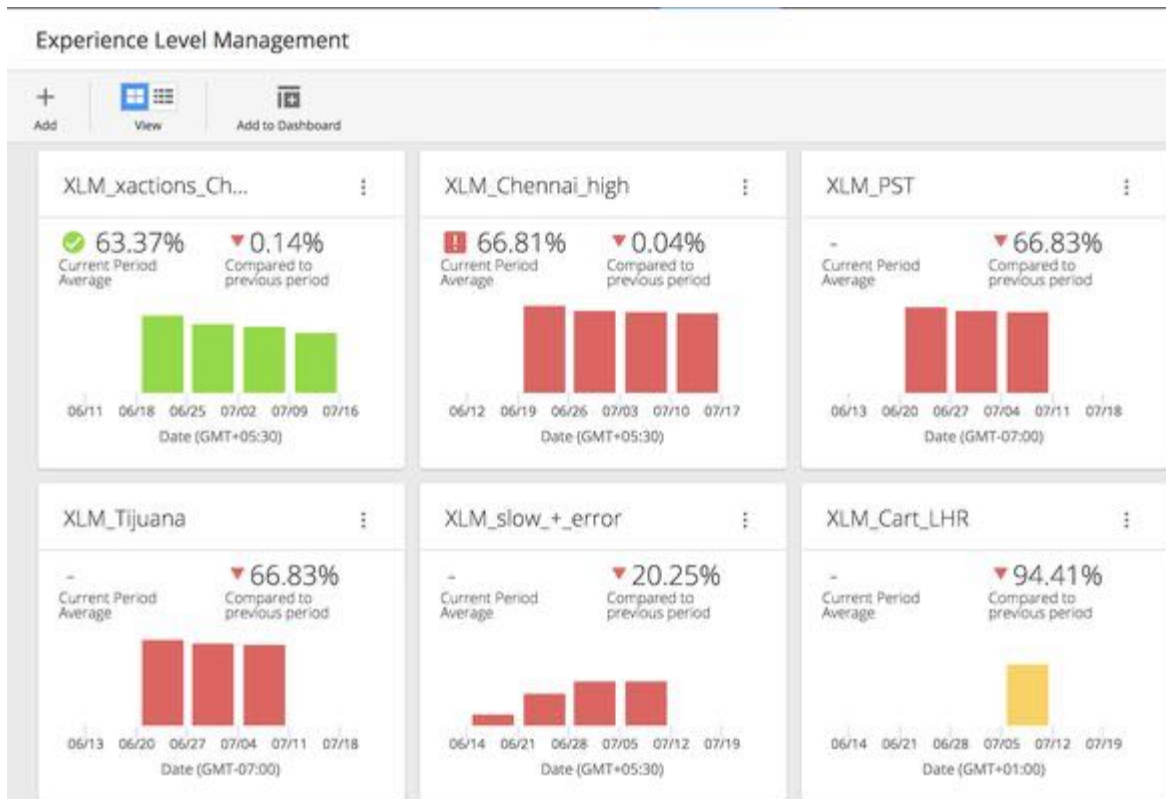 Experience Level Management
+
Add
View
Add to Dashboard
XLM_xactions_Ch...
XLM_Chennai_high
XLM_PST
63.37%
▼0.14%
Current Period
Average
Compared to
previous period
! 66.81%
▼0.04%
Current Period
Average
Compared to
previous period
-
▼66.83%
Current Period
Average
Compared to
previous period
06/11 06/18 06/25 07/02 07/09 07/16
Date (GMT+05:30)
06/12 06/19 06/26 07/03 07/10 07/17
Date (GMT+05:30)
06/13 06/20 06/27 07/04 07/11 07/18
Date (GMT-07:00)
XLM_Tijuana
XLM_slow_+_error
XLM_Cart_LHR
-
▼66.83%
Current Period
Average
Compared to
previous period
-
▼20.25%
Current Period
Average
Compared to
previous period
-
▼94.41%
Current Period
Average
Compared to
previous period
06/13 06/20 06/27 07/04 07/11 07/18
Date (GMT-07:00)
06/14 06/21 06/28 07/05 07/12 07/19
Date (GMT+05:30)
06/14 06/21 06/28 07/05 07/12 07/19
Date (GMT+01:00)